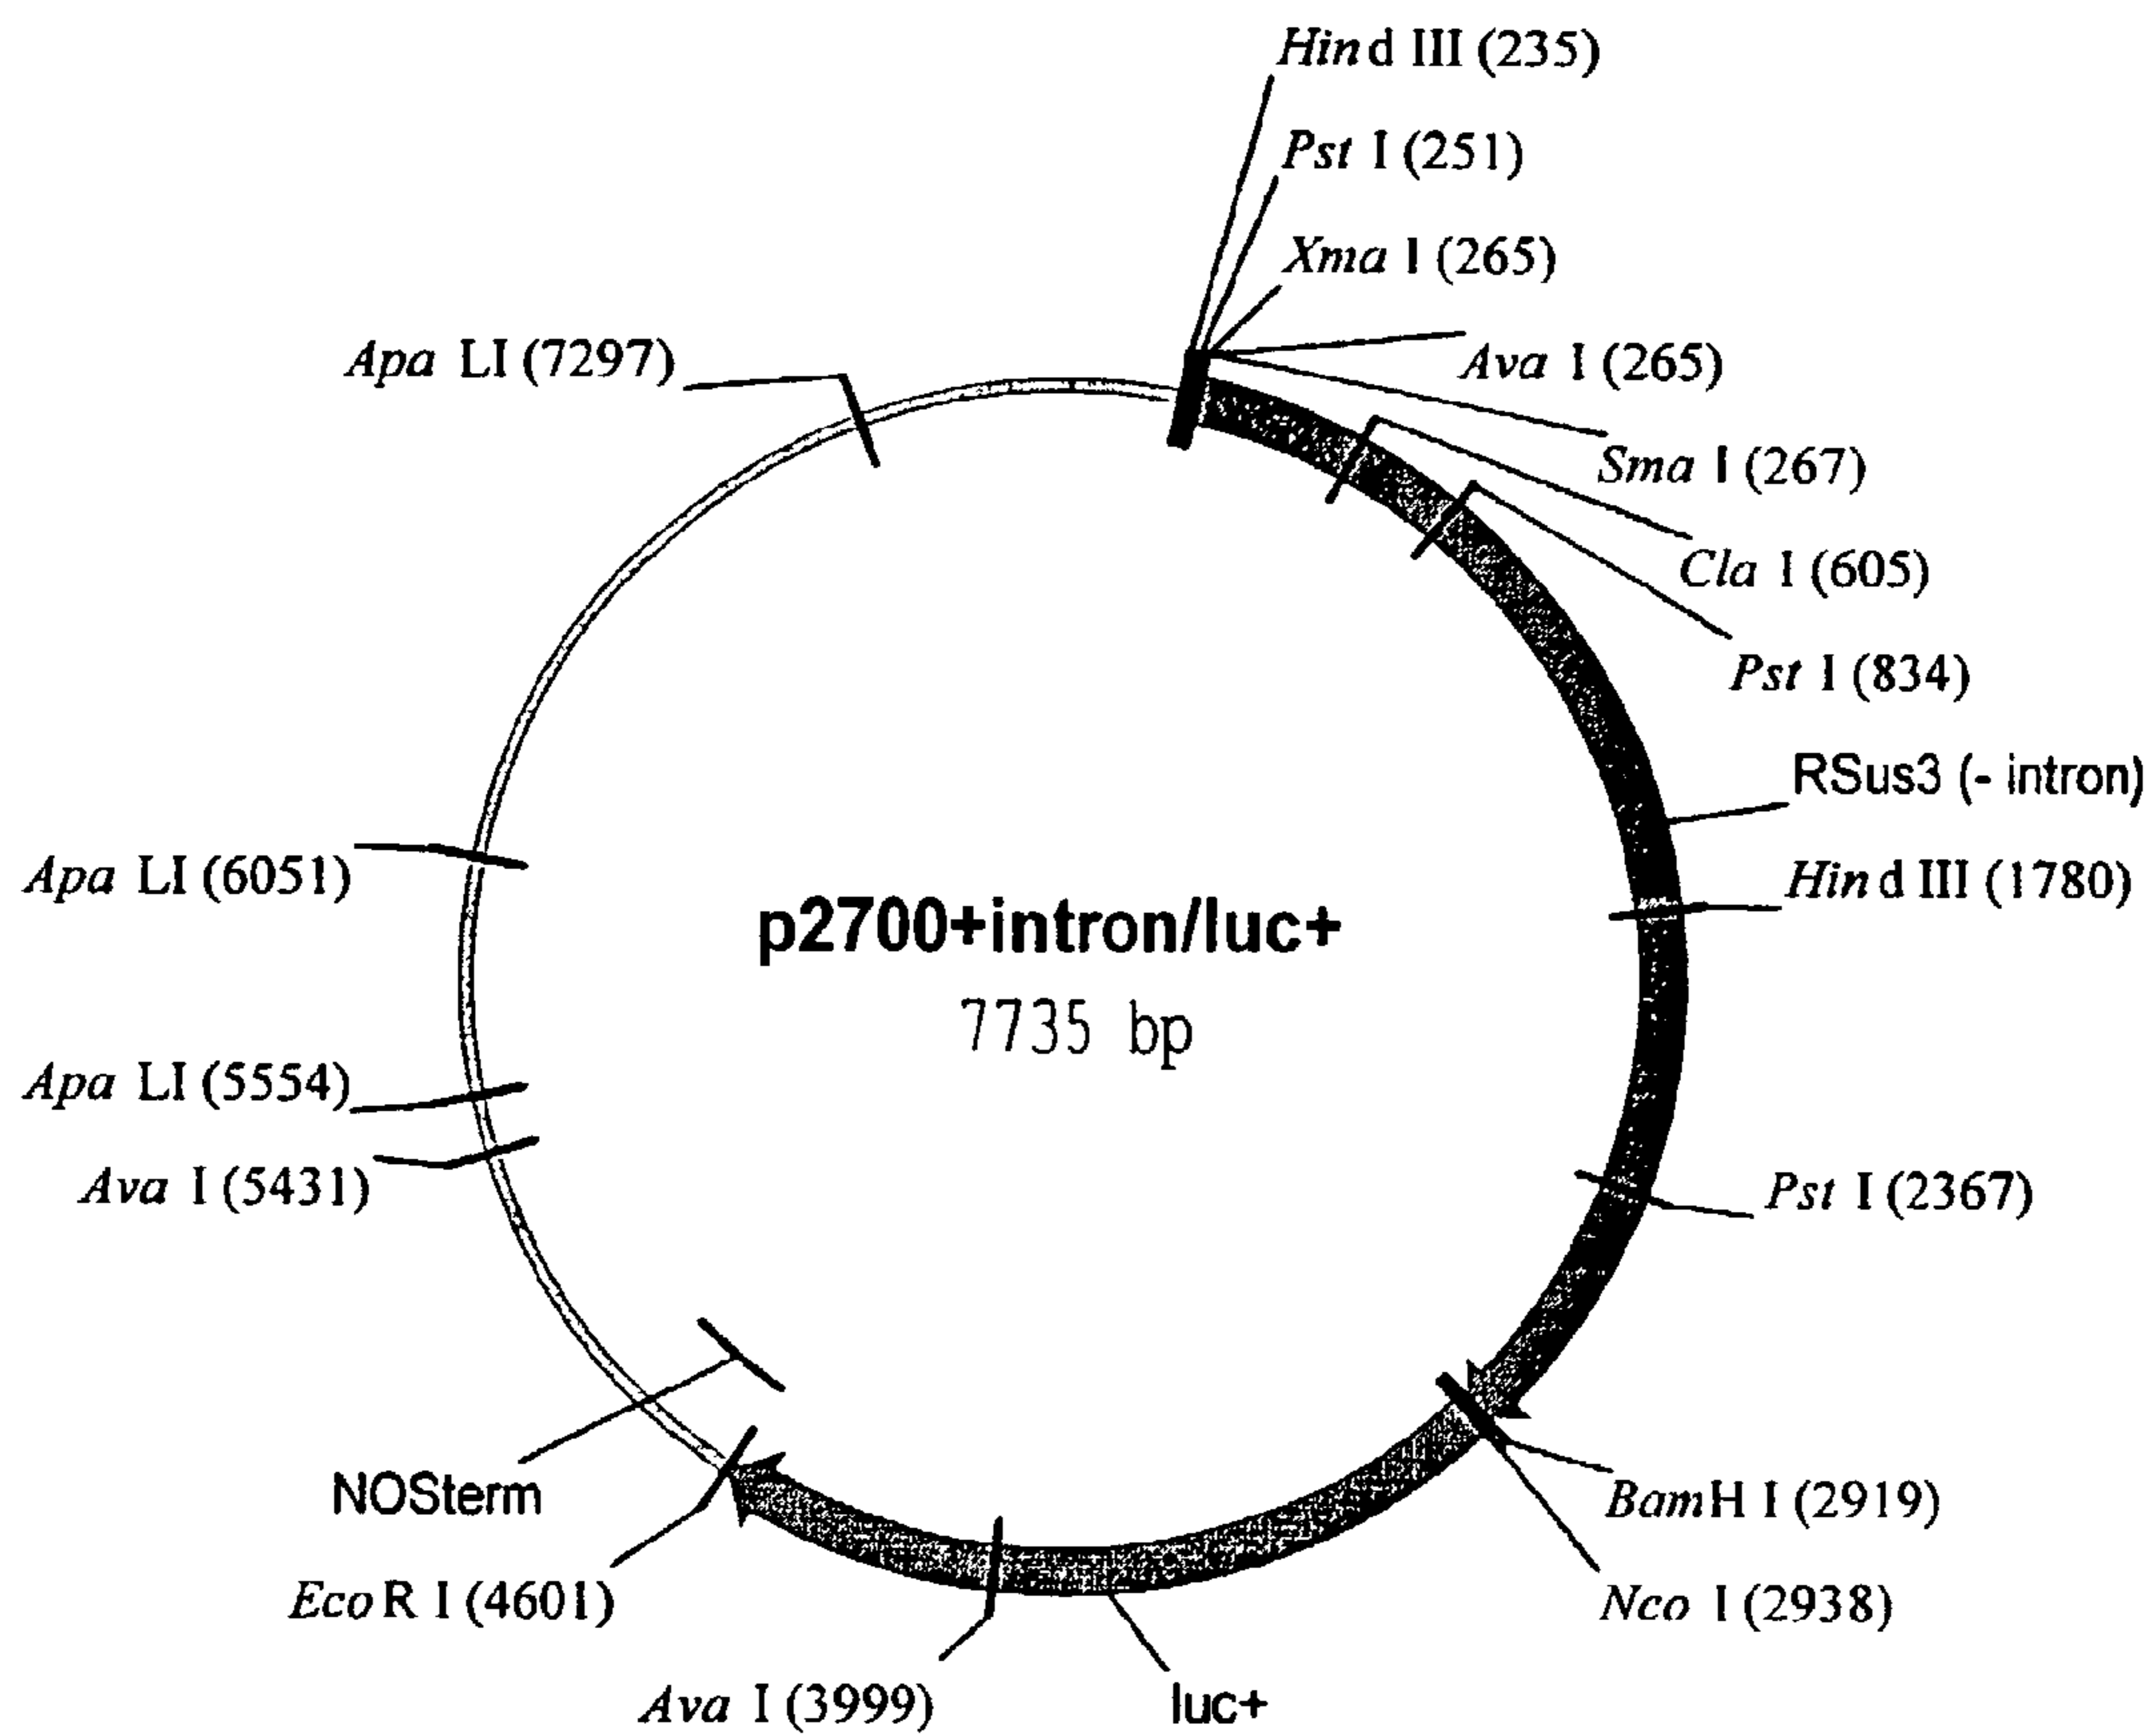 Hind III (235)
Pst I (251)
Xma I (265)
Ava I (265)
Sma I (267)
Cla I (605)
Pst I (834)
RSus3 (- intron)
Hind III (1780)
Pst I (2367)
BamH I (2919)
Nco I (2938)
luc+
Ava I (3999)
EcoR I (4601)
NOSterm
Ava I (5431)
Apa LI (5554)
Apa LI (6051)
Apa LI (7297)
p2700+intron/luc+
7735 bp